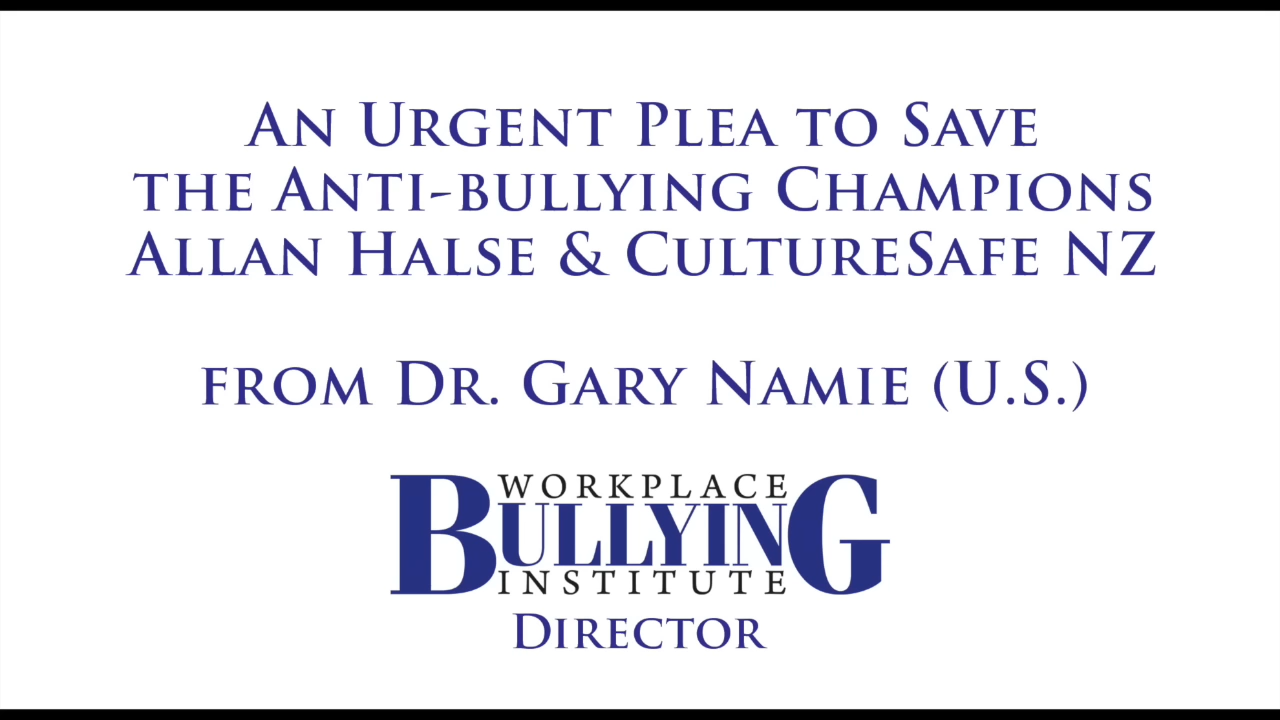 An Urgent Plea to Save
the Anti-bullying Champions
Allan Halse & CultureSafe NZ
from Dr. Gary Namie (U.S.)
WORKPLACE
BULLYING
INSTITUTE
Director